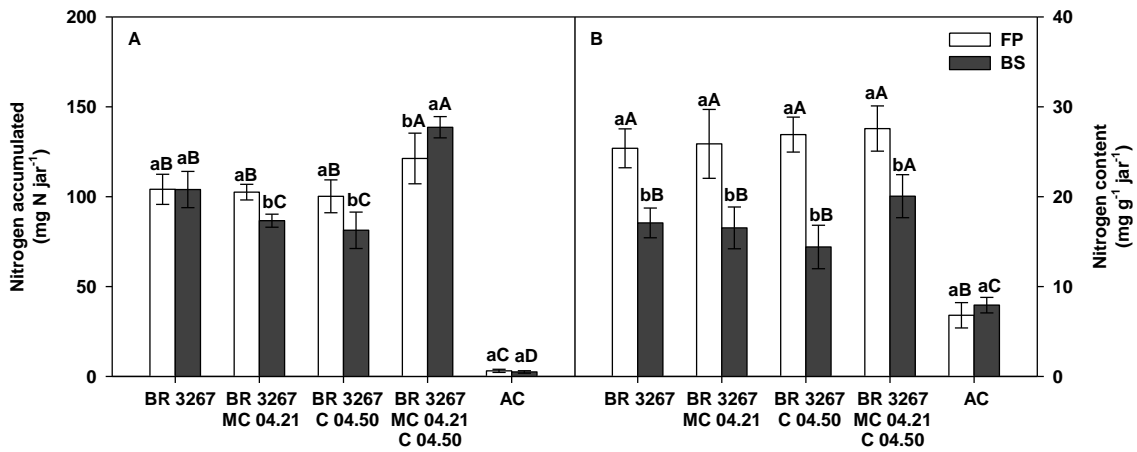 A
B
FP
BS
Nitrogen accumulated
(mg N jar⁻¹)
200
150
100
50
0
aB aB
aB
bC
aB
bC
bA
aA
aC aD
aA
bB
aA
bB
aA
bB
aA
bA
aB aC
40
30
20
10
0
Nitrogen content
(mg g⁻¹ jar⁻¹)
BR 3267
BR 3267
MC 04.21
BR 3267
C 04.50
BR 3267
MC 04.21
C 04.50
AC
BR 3267
BR 3267
MC 04.21
BR 3267
C 04.50
BR 3267
MC 04.21
C 04.50
AC